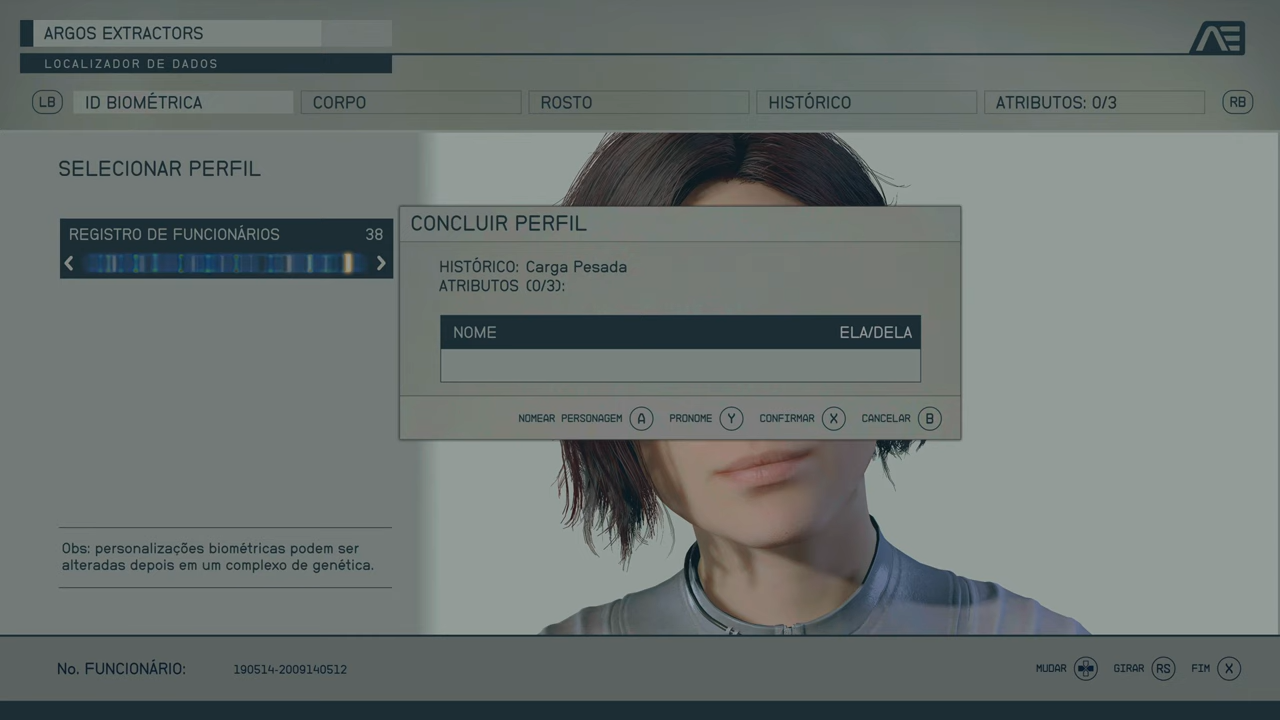 ARGOS EXTRACTORS
LOCALIZADOR DE DADOS
AE
LB ID BIOMÉTRICA CORPO ROSTO HISTÓRICO ATRIBUTOS: 0/3 RB
SELECIONAR PERFIL
REGISTRO DE FUNCIONÁRIOS 38
CONCLUIR PERFIL
HISTÓRICO: Carga Pesada
ATRIBUTOS (0/3):
NOME ELA/DELA
NOMEAR PERSONAGEM A PRONOME Y CONFIRMAR X CANCELAR B
Obs: personalizações biométricas podem ser
alteradas depois em um complexo de genética.
No. FUNCIONÁRIO: 190514-2009140512
MUDAR GIRAR RS FIM X